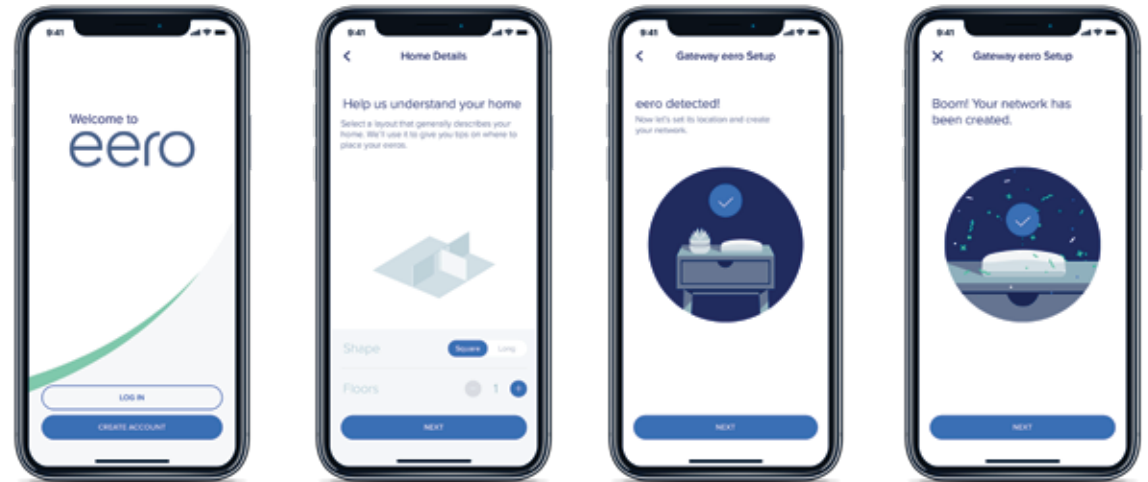 9:41
Welcome to
eero
LOG IN
CREATE ACCOUNT
9:41
Home Details
Help us understand your home
Select a layout that generally describes your
home. We'll use it to give you tips on where to
place your eeros.
Shape
Square
Long
Floors
1
NEXT
9:41
Gateway eero Setup
eero detected!
Now let's set its location and create
your network.
NEXT
9:41
Gateway eero Setup
Boom! Your network has
been created.
NEXT